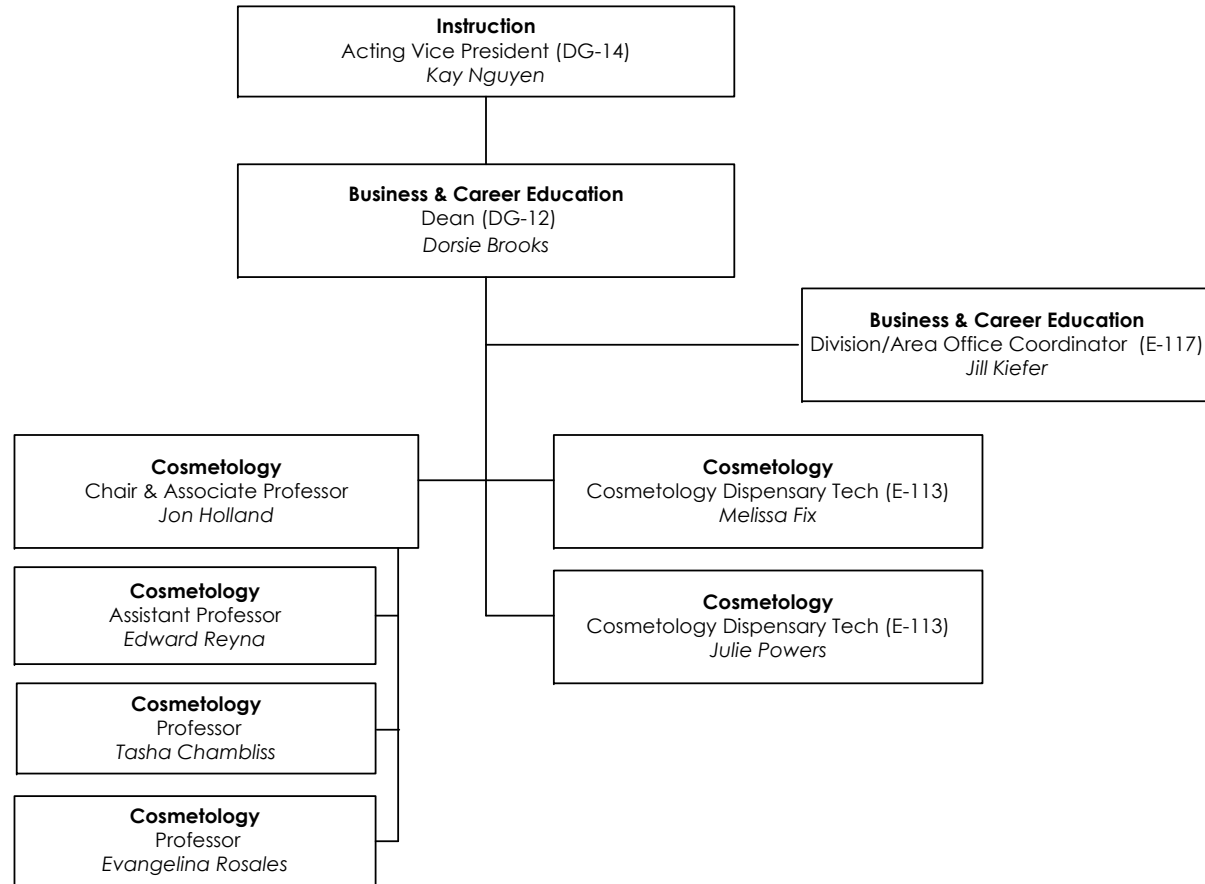 Instruction
Acting Vice President (DG-14)
Kay Nguyen
Business & Career Education
Dean (DG-12)
Dorsie Brooks
Business & Career Education
Division/Area Office Coordinator (E-117)
Jill Kiefer
Cosmetology
Chair & Associate Professor
Jon Holland
Cosmetology
Cosmetology Dispensary Tech (E-113)
Melissa Fix
Cosmetology
Assistant Professor
Edward Reyna
Cosmetology
Cosmetology Dispensary Tech (E-113)
Julie Powers
Cosmetology
Professor
Tasha Chambliss
Cosmetology
Professor
Evangelina Rosales